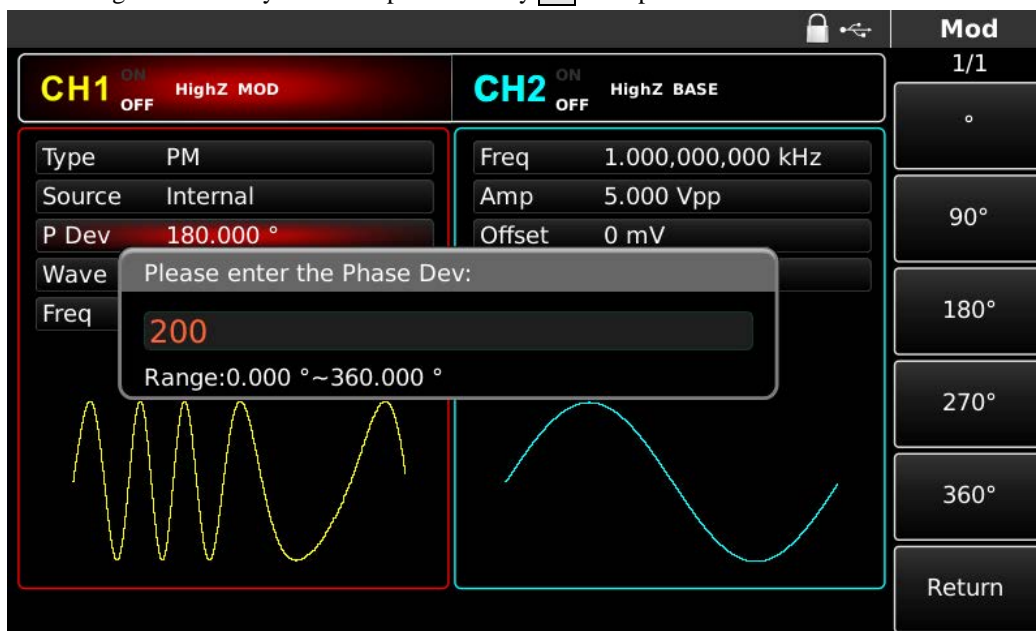 Mod
1/1
CH1 ON OFF HighZ MOD
CH2 ON OFF HighZ BASE
Type PM
Source Internal
P Dev 180.000 °
Wave
Freq
Freq 1.000,000,000 kHz
Amp 5.000 Vpp
Offset 0 mV
Please enter the Phase Dev:
200
Range:0.000 °~360.000 °
°
90°
180°
270°
360°
Return